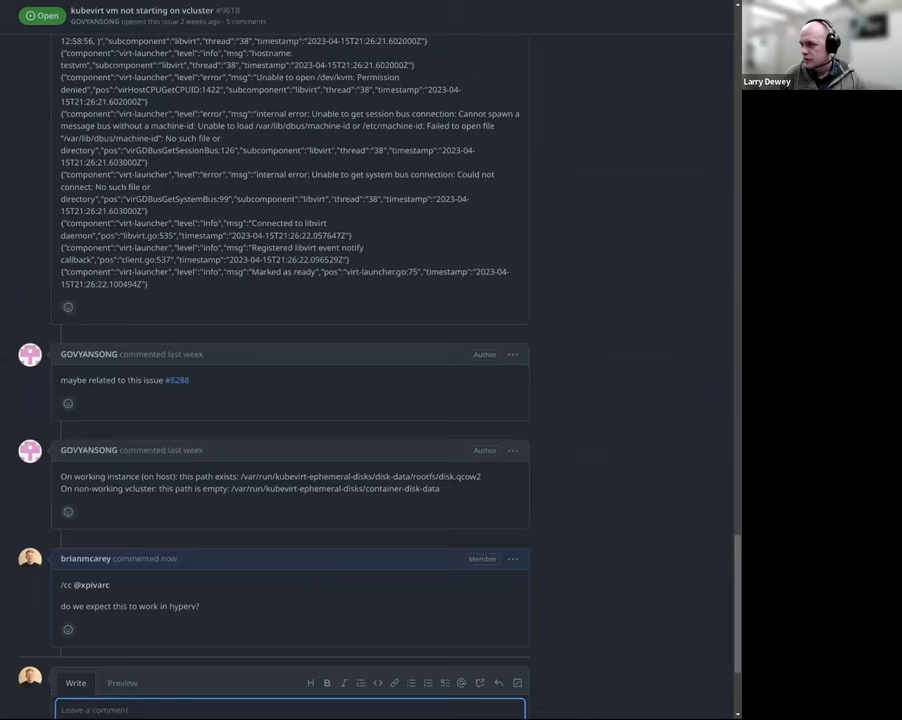 Open
kubevirt vm not starting on vcluster #9618
GOVYANSONG opened this issue 2 weeks ago · 5 comments
12:58:56, )","subcomponent":"libvirt","thread":"38","timestamp":"2023-04-15T21:26:21.602000Z"}
{"component":"virt-launcher","level":"info","msg":"hostname:
testvm","subcomponent":"libvirt","thread":"38","timestamp":"2023-04-15T21:26:21.602000Z"}
{"component":"virt-launcher","level":"error","msg":"Unable to open /dev/kvm: Permission
denied","pos":"virHostCPUGetCPUID:1422","subcomponent":"libvirt","thread":"38","timestamp":"2023-04-
15T21:26:21.602000Z"}
{"component":"virt-launcher","level":"error","msg":"internal error: Unable to get session bus connection: Cannot spawn a
message bus without a machine-id: Unable to load /var/lib/dbus/machine-id or /etc/machine-id: Failed to open file
"/var/lib/dbus/machine-id": No such file or
directory","pos":"virGDBusGetSessionBus:126","subcomponent":"libvirt","thread":"38","timestamp":"2023-04-
15T21:26:21.603000Z"}
{"component":"virt-launcher","level":"error","msg":"internal error: Unable to get system bus connection: Could not
connect: No such file or
directory","pos":"virGDBusGetSystemBus:99","subcomponent":"libvirt","thread":"38","timestamp":"2023-04-
15T21:26:21.603000Z"}
{"component":"virt-launcher","level":"info","msg":"Connected to libvirt
daemon","pos":"libvirt.go:535","timestamp":"2023-04-15T21:26:22.057647Z"}
{"component":"virt-launcher","level":"info","msg":"Registered libvirt event notify
callback","pos":"client.go:537","timestamp":"2023-04-15T21:26:22.096529Z"}
{"component":"virt-launcher","level":"info","msg":"Marked as ready","pos":"virt-launcher.go:75","timestamp":"2023-04-
15T21:26:22.100494Z"}
GOVYANSONG commented last week
Author
maybe related to this issue #8288
GOVYANSONG commented last week
Author
On working instance (on host): this path exists: /var/run/kubevirt-ephemeral-disks/disk-data/rootfs/disk.qcow2
On non-working vcluster: this path is empty: /var/run/kubevirt-ephemeral-disks/container-disk-data
brianmcarey commented now
Member
/cc @xpivarc
do we expect this to work in hyperv?
Write Preview
Leave a comment
Larry Dewey